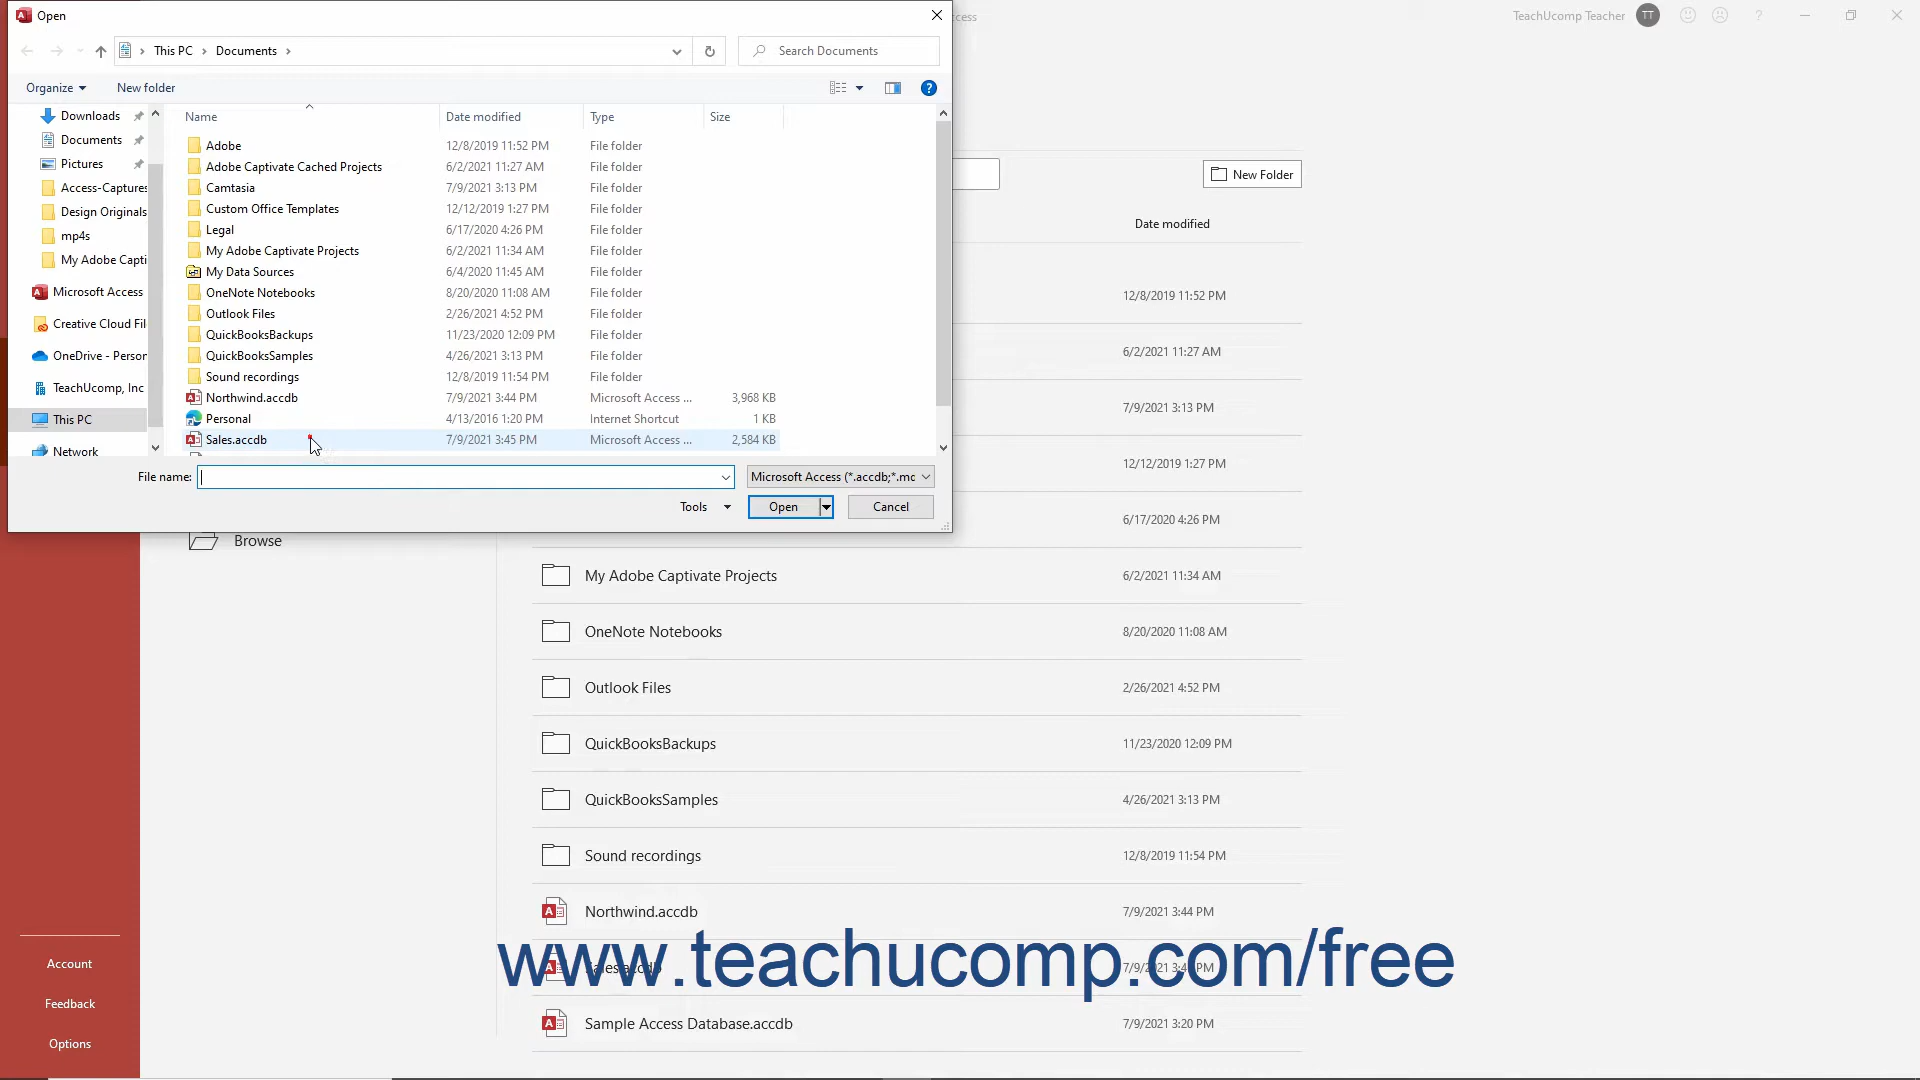 Open
ccess
TeachUcomp Teacher TT ?
This PC > Documents >
Search Documents
Organize New folder
Name Date modified Type Size
Downloads
Documents
Pictures
Access-Captures
Design Originals
mp4s
My Adobe Capti
Microsoft Access
Creative Cloud Fil
OneDrive - Person
TeachUcomp, Inc
This PC
Network
Adobe 12/8/2019 11:52 PM File folder
Adobe Captivate Cached Projects 6/2/2021 11:27 AM File folder
Camtasia 7/9/2021 3:13 PM File folder
Custom Office Templates 12/12/2019 1:27 PM File folder
Legal 6/17/2020 4:26 PM File folder
My Adobe Captivate Projects 6/2/2021 11:34 AM File folder
My Data Sources 6/4/2020 11:45 AM File folder
OneNote Notebooks 8/20/2020 11:08 AM File folder
Outlook Files 2/26/2021 4:52 PM File folder
QuickBooksBackups 11/23/2020 12:09 PM File folder
QuickBooksSamples 4/26/2021 3:13 PM File folder
Sound recordings 12/8/2019 11:54 PM File folder
Northwind.accdb 7/9/2021 3:44 PM Microsoft Access ... 3,968 KB
Personal 4/13/2016 1:20 PM Internet Shortcut 1 KB
Sales.accdb 7/9/2021 3:45 PM Microsoft Access ... 2,584 KB
File name: Microsoft Access (*.accdb;*.mc
Tools Open Cancel
New Folder
Date modified
12/8/2019 11:52 PM
6/2/2021 11:27 AM
7/9/2021 3:13 PM
12/12/2019 1:27 PM
6/17/2020 4:26 PM
Browse
My Adobe Captivate Projects 6/2/2021 11:34 AM
OneNote Notebooks 8/20/2020 11:08 AM
Outlook Files 2/26/2021 4:52 PM
QuickBooksBackups 11/23/2020 12:09 PM
QuickBooksSamples 4/26/2021 3:13 PM
Sound recordings 12/8/2019 11:54 PM
Northwind.accdb 7/9/2021 3:44 PM
Sales.accdb
www.teachucomp.com/free
Sample Access Database.accdb 7/9/2021 3:20 PM
Account
Feedback
Options